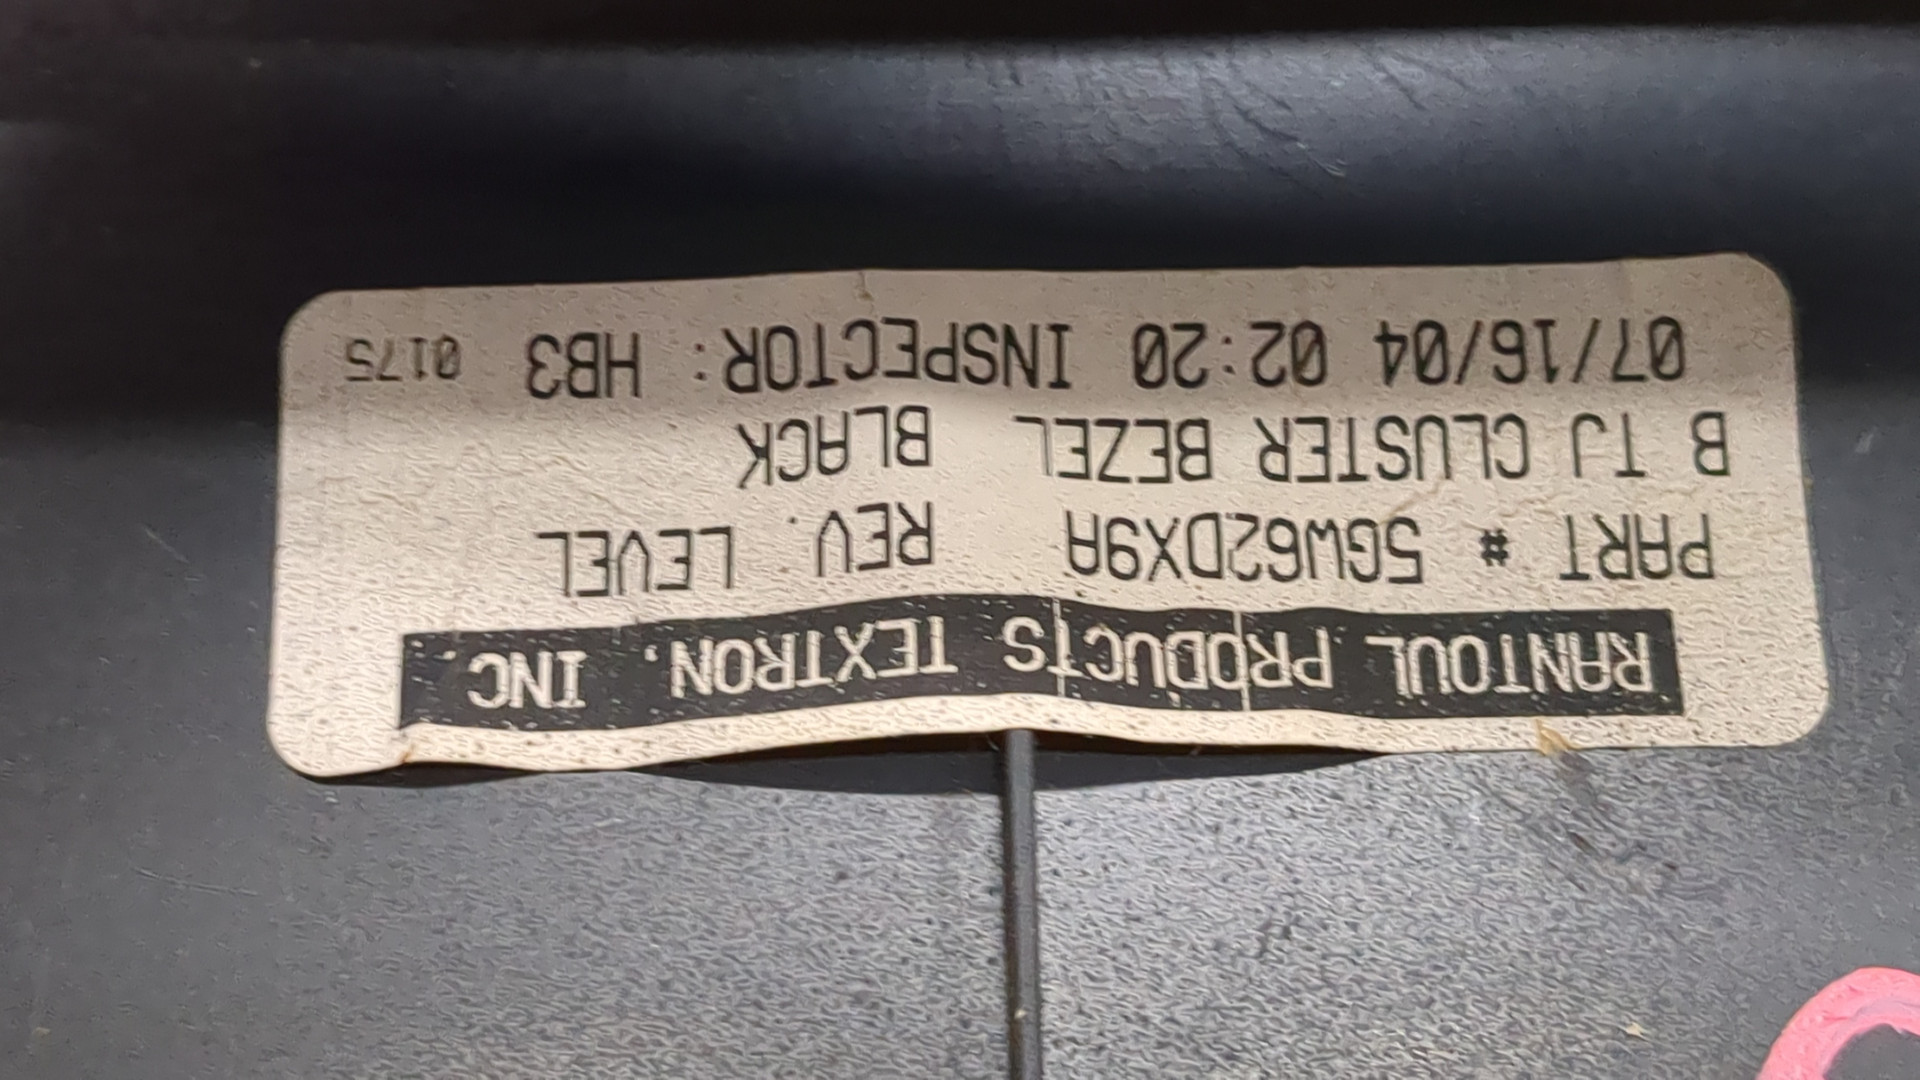 RANTOUL PRODUCTS TEXTRON, INC.
PART # 5GW62DX9A REV. LEVEL
B TJ CLUSTER BEZEL BLACK
07/16/04 02:20 INSPECTOR: HB3 0175